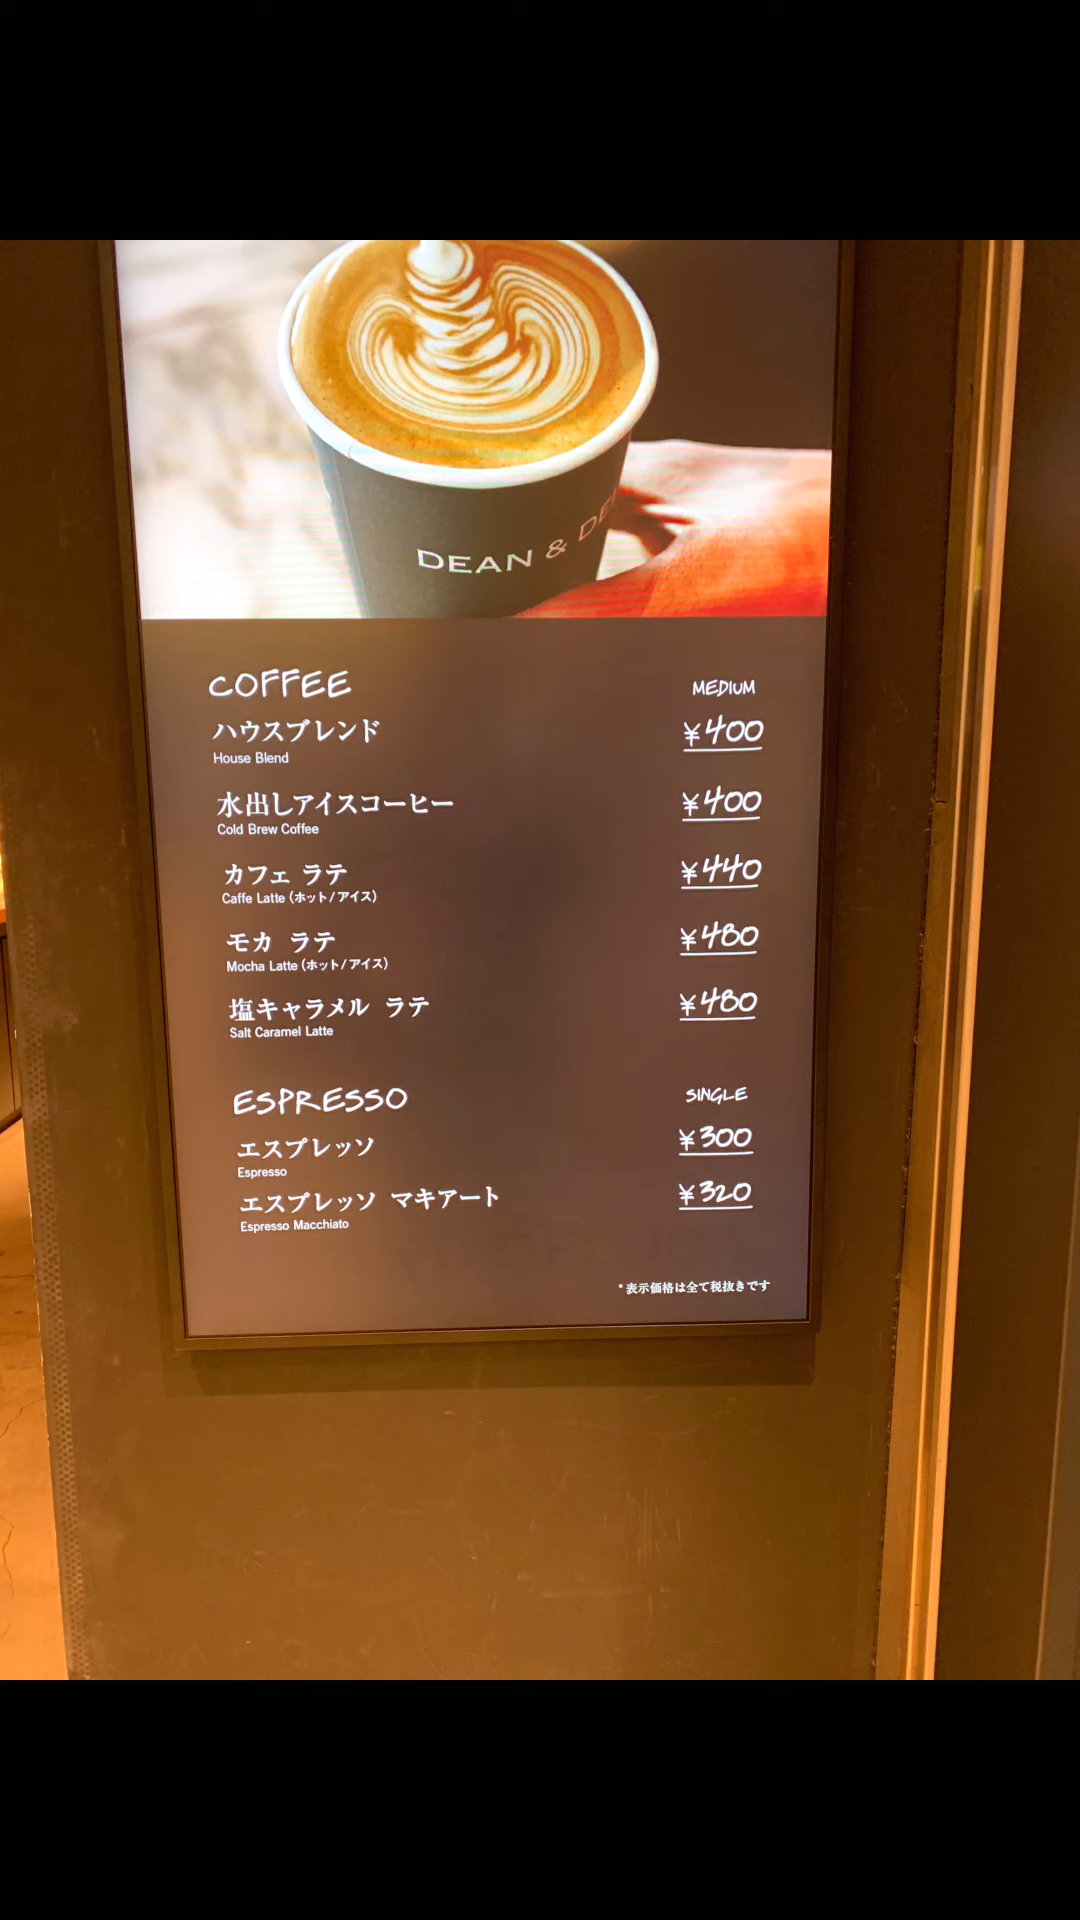 DEAN & DE
COFFEE MEDIUM
ハウスブレンド ¥400
House Blend
水出しアイスコーヒー ¥400
Cold Brew Coffee
カフェ ラテ ¥440
Caffe Latte (ホット/アイス)
モカ ラテ ¥480
Mocha Latte (ホット/アイス)
塩キャラメル ラテ ¥480
Salt Caramel Latte
ESPRESSO SINGLE
エスプレッソ ¥300
Espresso
エスプレッソ マキアート ¥320
Espresso Macchiato
*表示価格は全て税抜きです